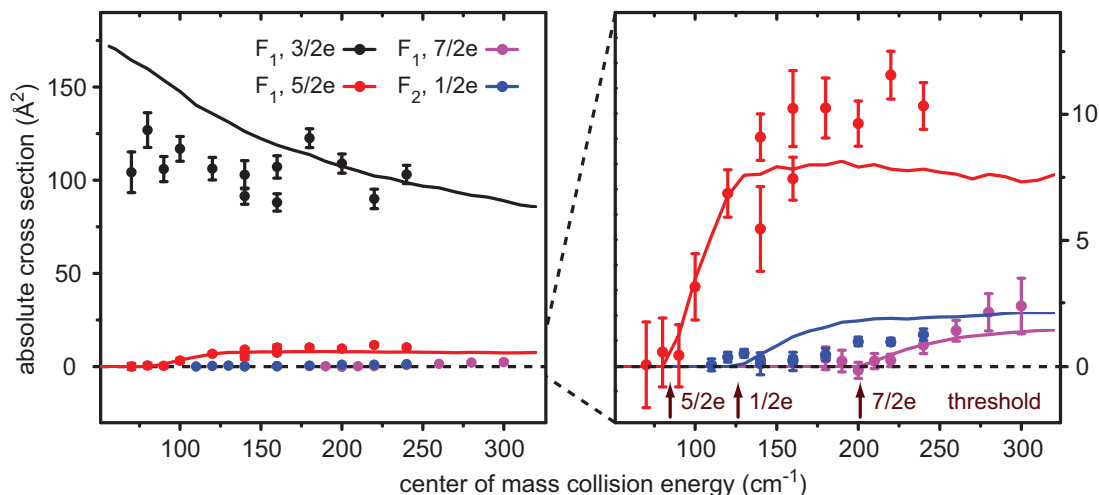 absolute cross section (Å²)
150
100
50
0
F₁, 3/2e
F₁, 7/2e
F₁, 5/2e
F₂, 1/2e
100
150
200
250
300
10
5
0
5/2e
1/2e
7/2e
threshold
100
150
200
250
300
center of mass collision energy (cm⁻¹)